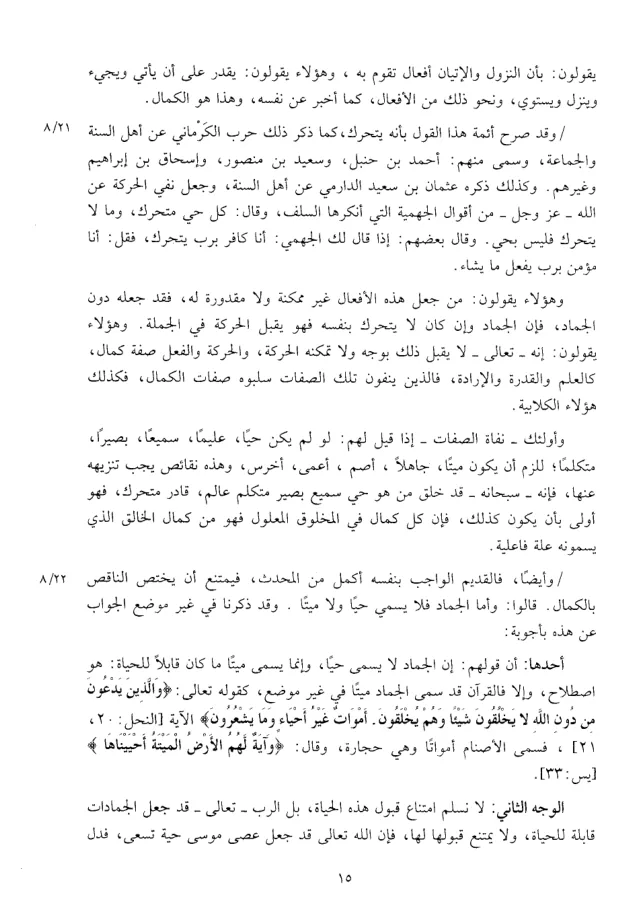 يقولون: بأن النزول والإتيان أفعال تقوم به ، وهؤلاء يقولون: يقدر على أن يأتي ويجيء
وينزل ويستوي، ونحو ذلك من الأفعال، كما أخبر عن نفسه، وهذا هو الكمال.
٨/٢١ / وقد صرح أئمة هذا القول بأنه يتحرك،كما ذكر ذلك حرب الكَرْماني عن أهل السنة
والجماعة، وسمى منهم: أحمد بن حنبل، وسعيد بن منصور، وإسحاق بن إبراهيم
وغيرهم. وكذلك ذكره عثمان بن سعيد الدارمي عن أهل السنة، وجعل نفي الحركة عن
الله ـ عز وجل ـ من أقوال الجهمية التي أنكرها السلف، وقال: كل حي متحرك، وما لا
يتحرك فليس بحي. وقال بعضهم: إذا قال لك الجهمي: أنا كافر برب يتحرك، فقل: أنا
مؤمن برب يفعل ما يشاء.
وهؤلاء يقولون: من جعل هذه الأفعال غير ممكنة ولا مقدورة له، فقد جعله دون
الجماد، فإن الجماد وإن كان لا يتحرك بنفسه فهو يقبل الحركة في الجملة. وهؤلاء
يقولون: إنه ـ تعالى ـ لا يقبل ذلك بوجه ولا تمكنه الحركة، والحركة والفعل صفة كمال،
كالعلم والقدرة والإرادة، فالذين ينفون تلك الصفات سلبوه صفات الكمال، فكذلك
هؤلاء الكلابية.
وأولئك ـ نفاة الصفات ـ إذا قيل لهم: لو لم يكن حيًا، عليمًا، سميعًا، بصيرًا،
متكلمًا؛ للزم أن يكون ميتًا، جاهلاً ، أصم ، أعمى، أخرس، وهذه نقائص يجب تنزيهه
عنها، فإنه ـ سبحانه ـ قد خلق من هو حي سميع بصير متكلم عالم، قادر متحرك، فهو
أولى بأن يكون كذلك، فإن كل كمال في المخلوق المعلول فهو من كمال الخالق الذي
يسمونه علة فاعلية.
٨/٢٢ / وأيضًا، فالقديم الواجب بنفسه أكمل من المحدث، فيمتنع أن يختص الناقص
بالكمال. قالوا: وأما الجماد فلا يسمي حيًا ولا ميتًا . وقد ذكرنا في غير موضع الجواب
عن هذه بأجوبة:
أحدها: أن قولهم: إن الجماد لا يسمى حيًا، وإنما يسمى ميتًا ما كان قابلاً للحياة: هو
اصطلاح، وإلا فالقرآن قد سمى الجماد ميتًا في غير موضع، كقوله تعالى: ﴿وَالَّذِينَ يَدْعُونَ
مِن دُونِ اللَّهِ لا يَخْلُقُونَ شَيْئًا وَهُمْ يُخْلَقُونَ. أَمْوَاتٌ غَيْرُ أَحْيَاءٍ وَمَا يَشْعُرُونَ﴾ الآية [النحل: ٢٠،
٢١] ، فسمى الأصنام أمواتًا وهي حجارة، وقال: ﴿وَآيَةٌ لَّهُمُ الأَرْضُ الْمَيْتَةُ أَحْيَيْنَاهَا ﴾
[يس:٣٣].
الوجه الثاني: لا نسلم امتناع قبول هذه الحياة، بل الرب ـ تعالى ـ قد جعل الجمادات
قابلة للحياة، ولا يمتنع قبولها لها، فإن الله تعالى قد جعل عصى موسى حية تسعى، فدل
١٥